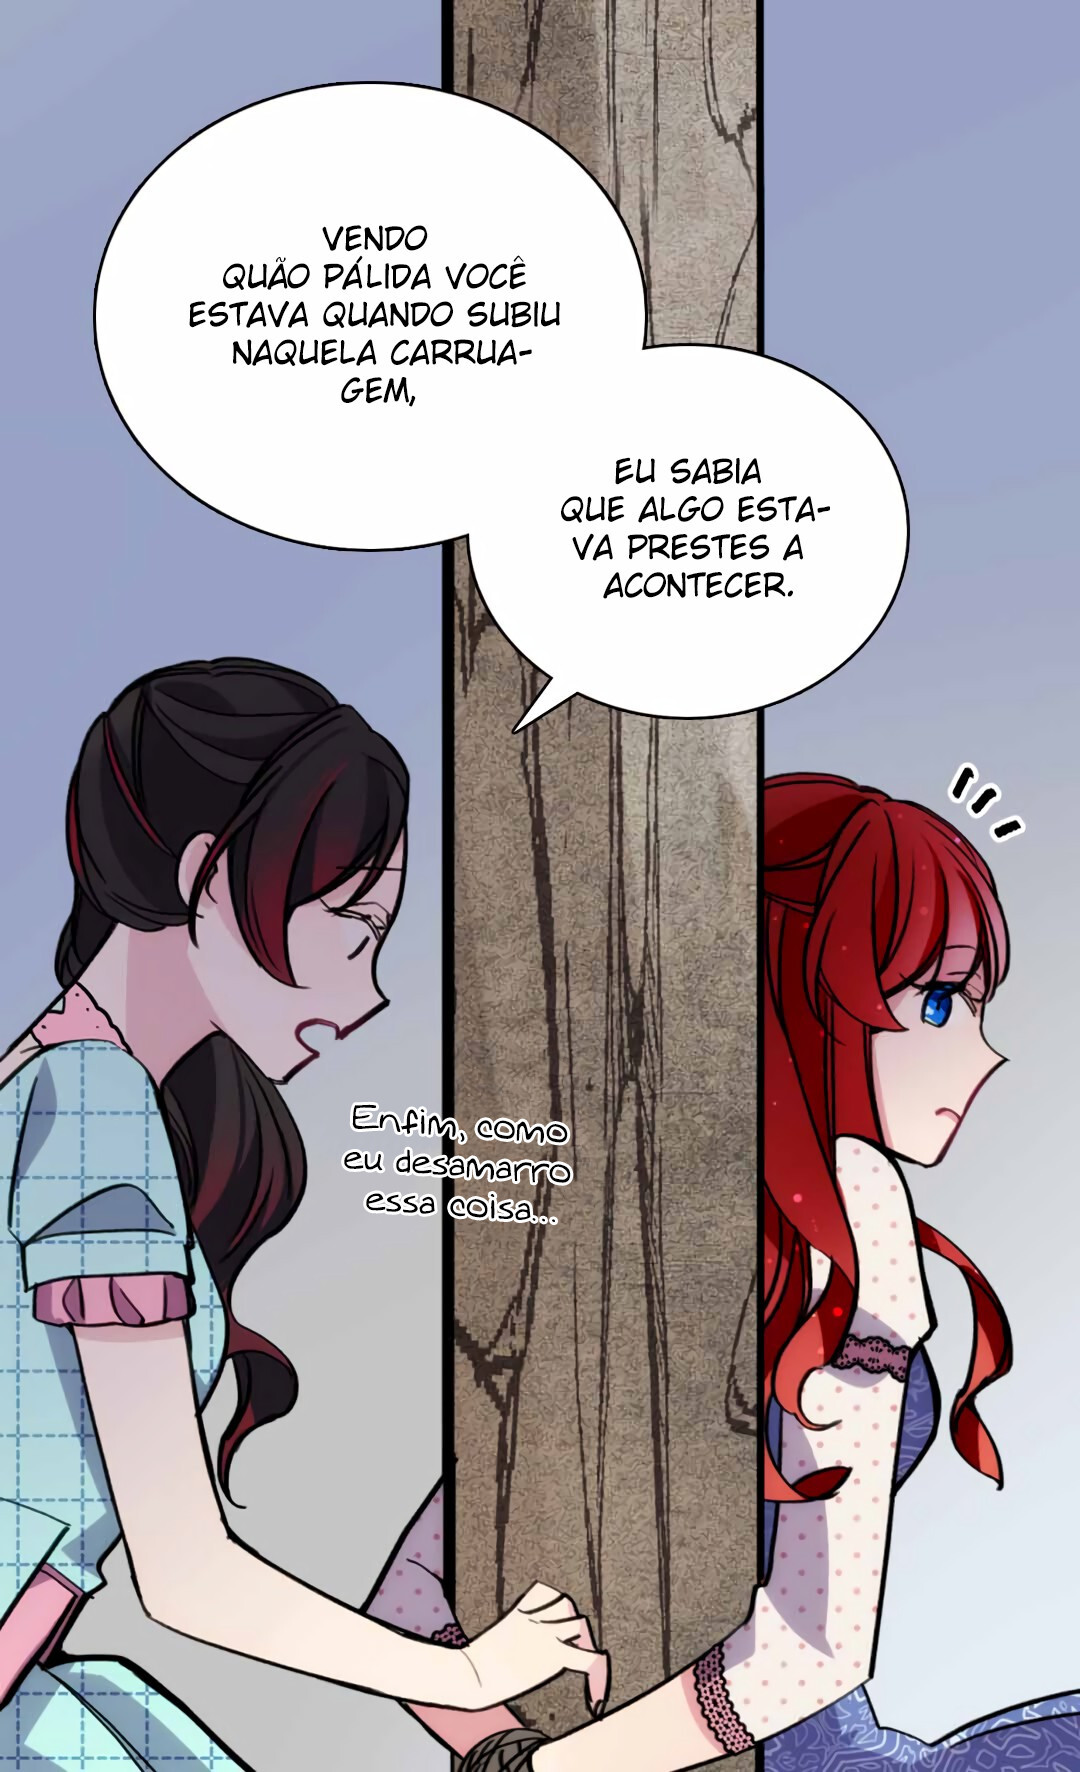 VENDO
QUÃO PÁLIDA VOCÊ
ESTAVA QUANDO SUBIU
NAQUELA CARRUA-
GEM,
EU SABIA
QUE ALGO ESTA-
VA PRESTES A
ACONTECER.
Enfim, como
eu desamarro
essa coisa...